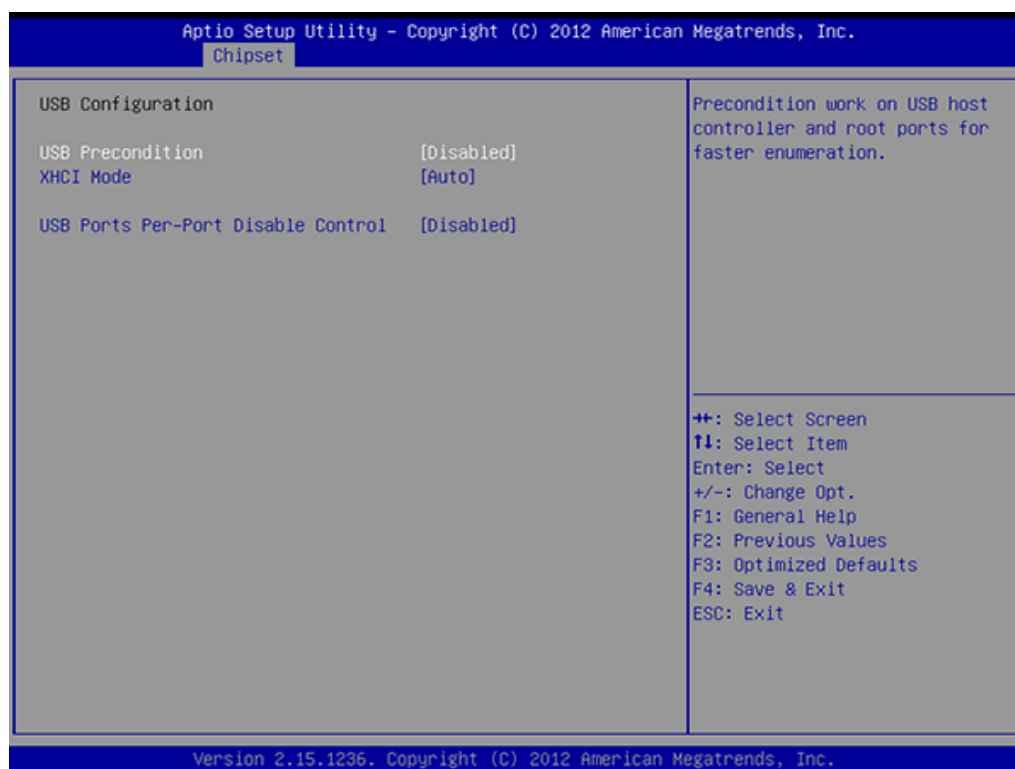 Aptio Setup Utility – Copyright (C) 2012 American Megatrends, Inc.
Chipset
USB Configuration
USB Precondition [Disabled]
XHCI Mode [Auto]
USB Ports Per-Port Disable Control [Disabled]
Precondition work on USB host
controller and root ports for
faster enumeration.
→←: Select Screen
↑↓: Select Item
Enter: Select
+/-: Change Opt.
F1: General Help
F2: Previous Values
F3: Optimized Defaults
F4: Save & Exit
ESC: Exit
Version 2.15.1236. Copyright (C) 2012 American Megatrends, Inc.